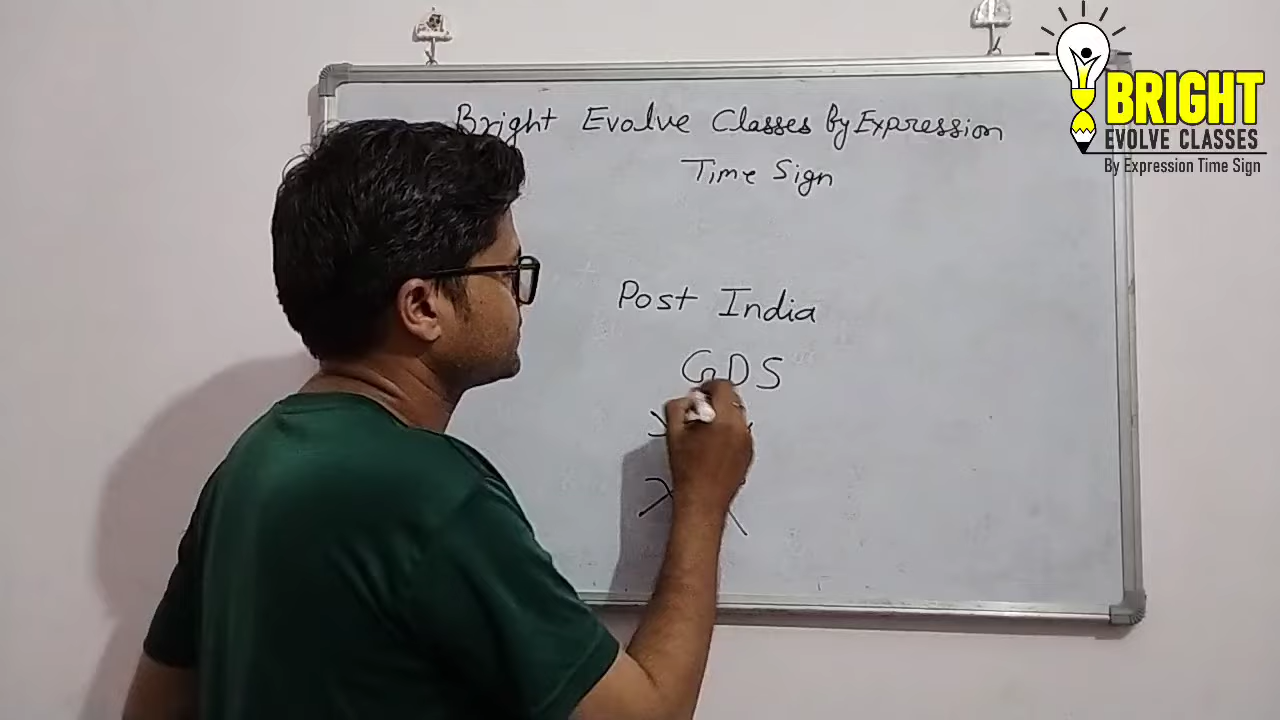 Bright Evolve Classes By Expression
Time Sign
Post India
GDS
BRIGHT
EVOLVE CLASSES
By Expression Time Sign